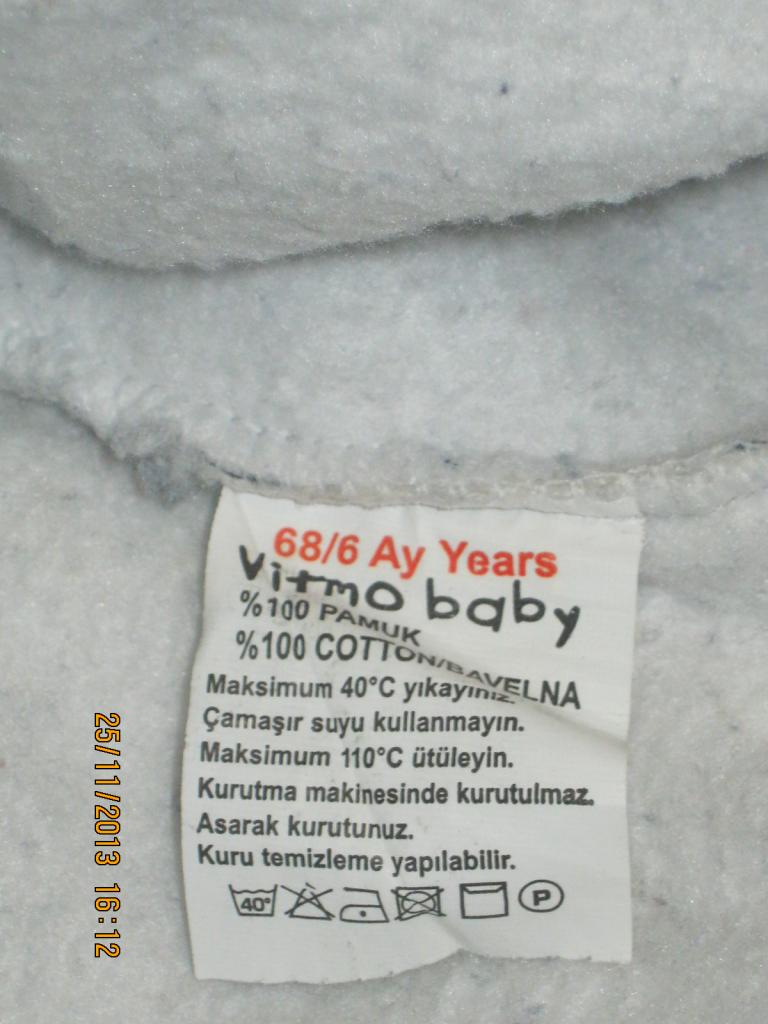 68/6 Ay Years
Vitmo baby
%100 PAMUK
%100 COTTON/BAVELNA
Maksimum 40°C yıkayınız.
Çamaşır suyu kullanmayın.
Maksimum 110°C ütüleyin.
Kurutma makinesinde kurutulmaz.
Asarak kurutunuz.
Kuru temizleme yapılabilir.
40° P
25/11/2013 16:12